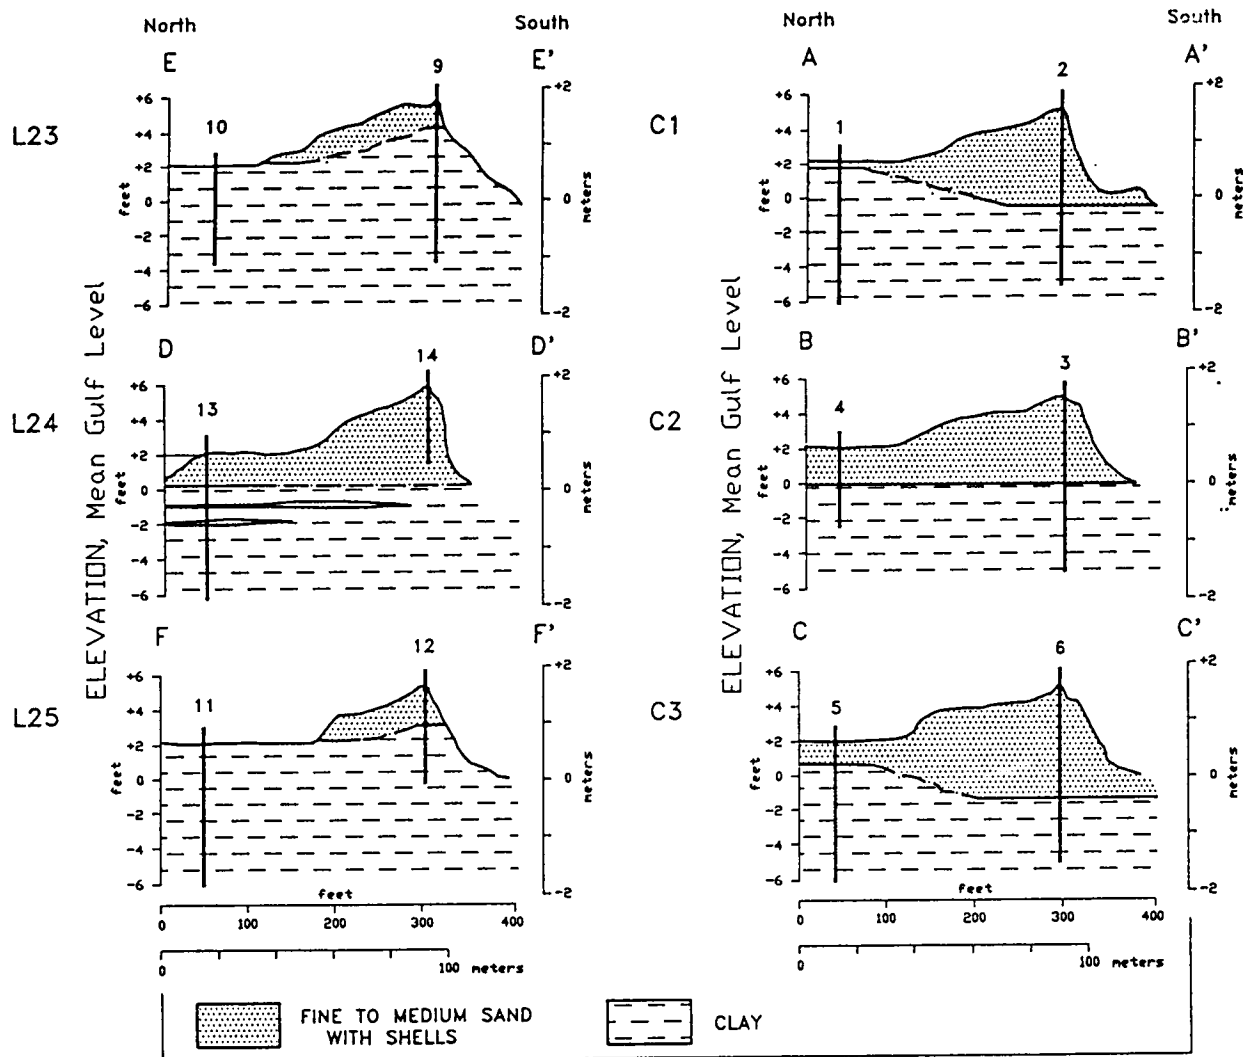 North South
E E'
L23
10
9
+6
+4
+2
0
-2
-4
-6
feet
+2
0
-2
meters
D D'
L24
13
14
+6
+4
+2
0
-2
-4
-6
feet
+2
0
-2
meters
F F'
L25
11
12
+6
+4
+2
0
-2
-4
-6
feet
+2
0
-2
meters
ELEVATION, Mean Gulf Level
feet
0 100 200 300 400
0 100 meters
North South
A A'
C1
1
2
+6
+4
+2
0
-2
-4
-6
feet
+2
0
-2
meters
B B'
C2
4
3
+6
+4
+2
0
-2
-4
-6
feet
+2
0
-2
meters
C C'
C3
5
6
+6
+4
+2
0
-2
-4
-6
feet
+2
0
-2
meters
ELEVATION, Mean Gulf Level
feet
0 100 200 300 400
0 100 meters
FINE TO MEDIUM SAND
WITH SHELLS
CLAY